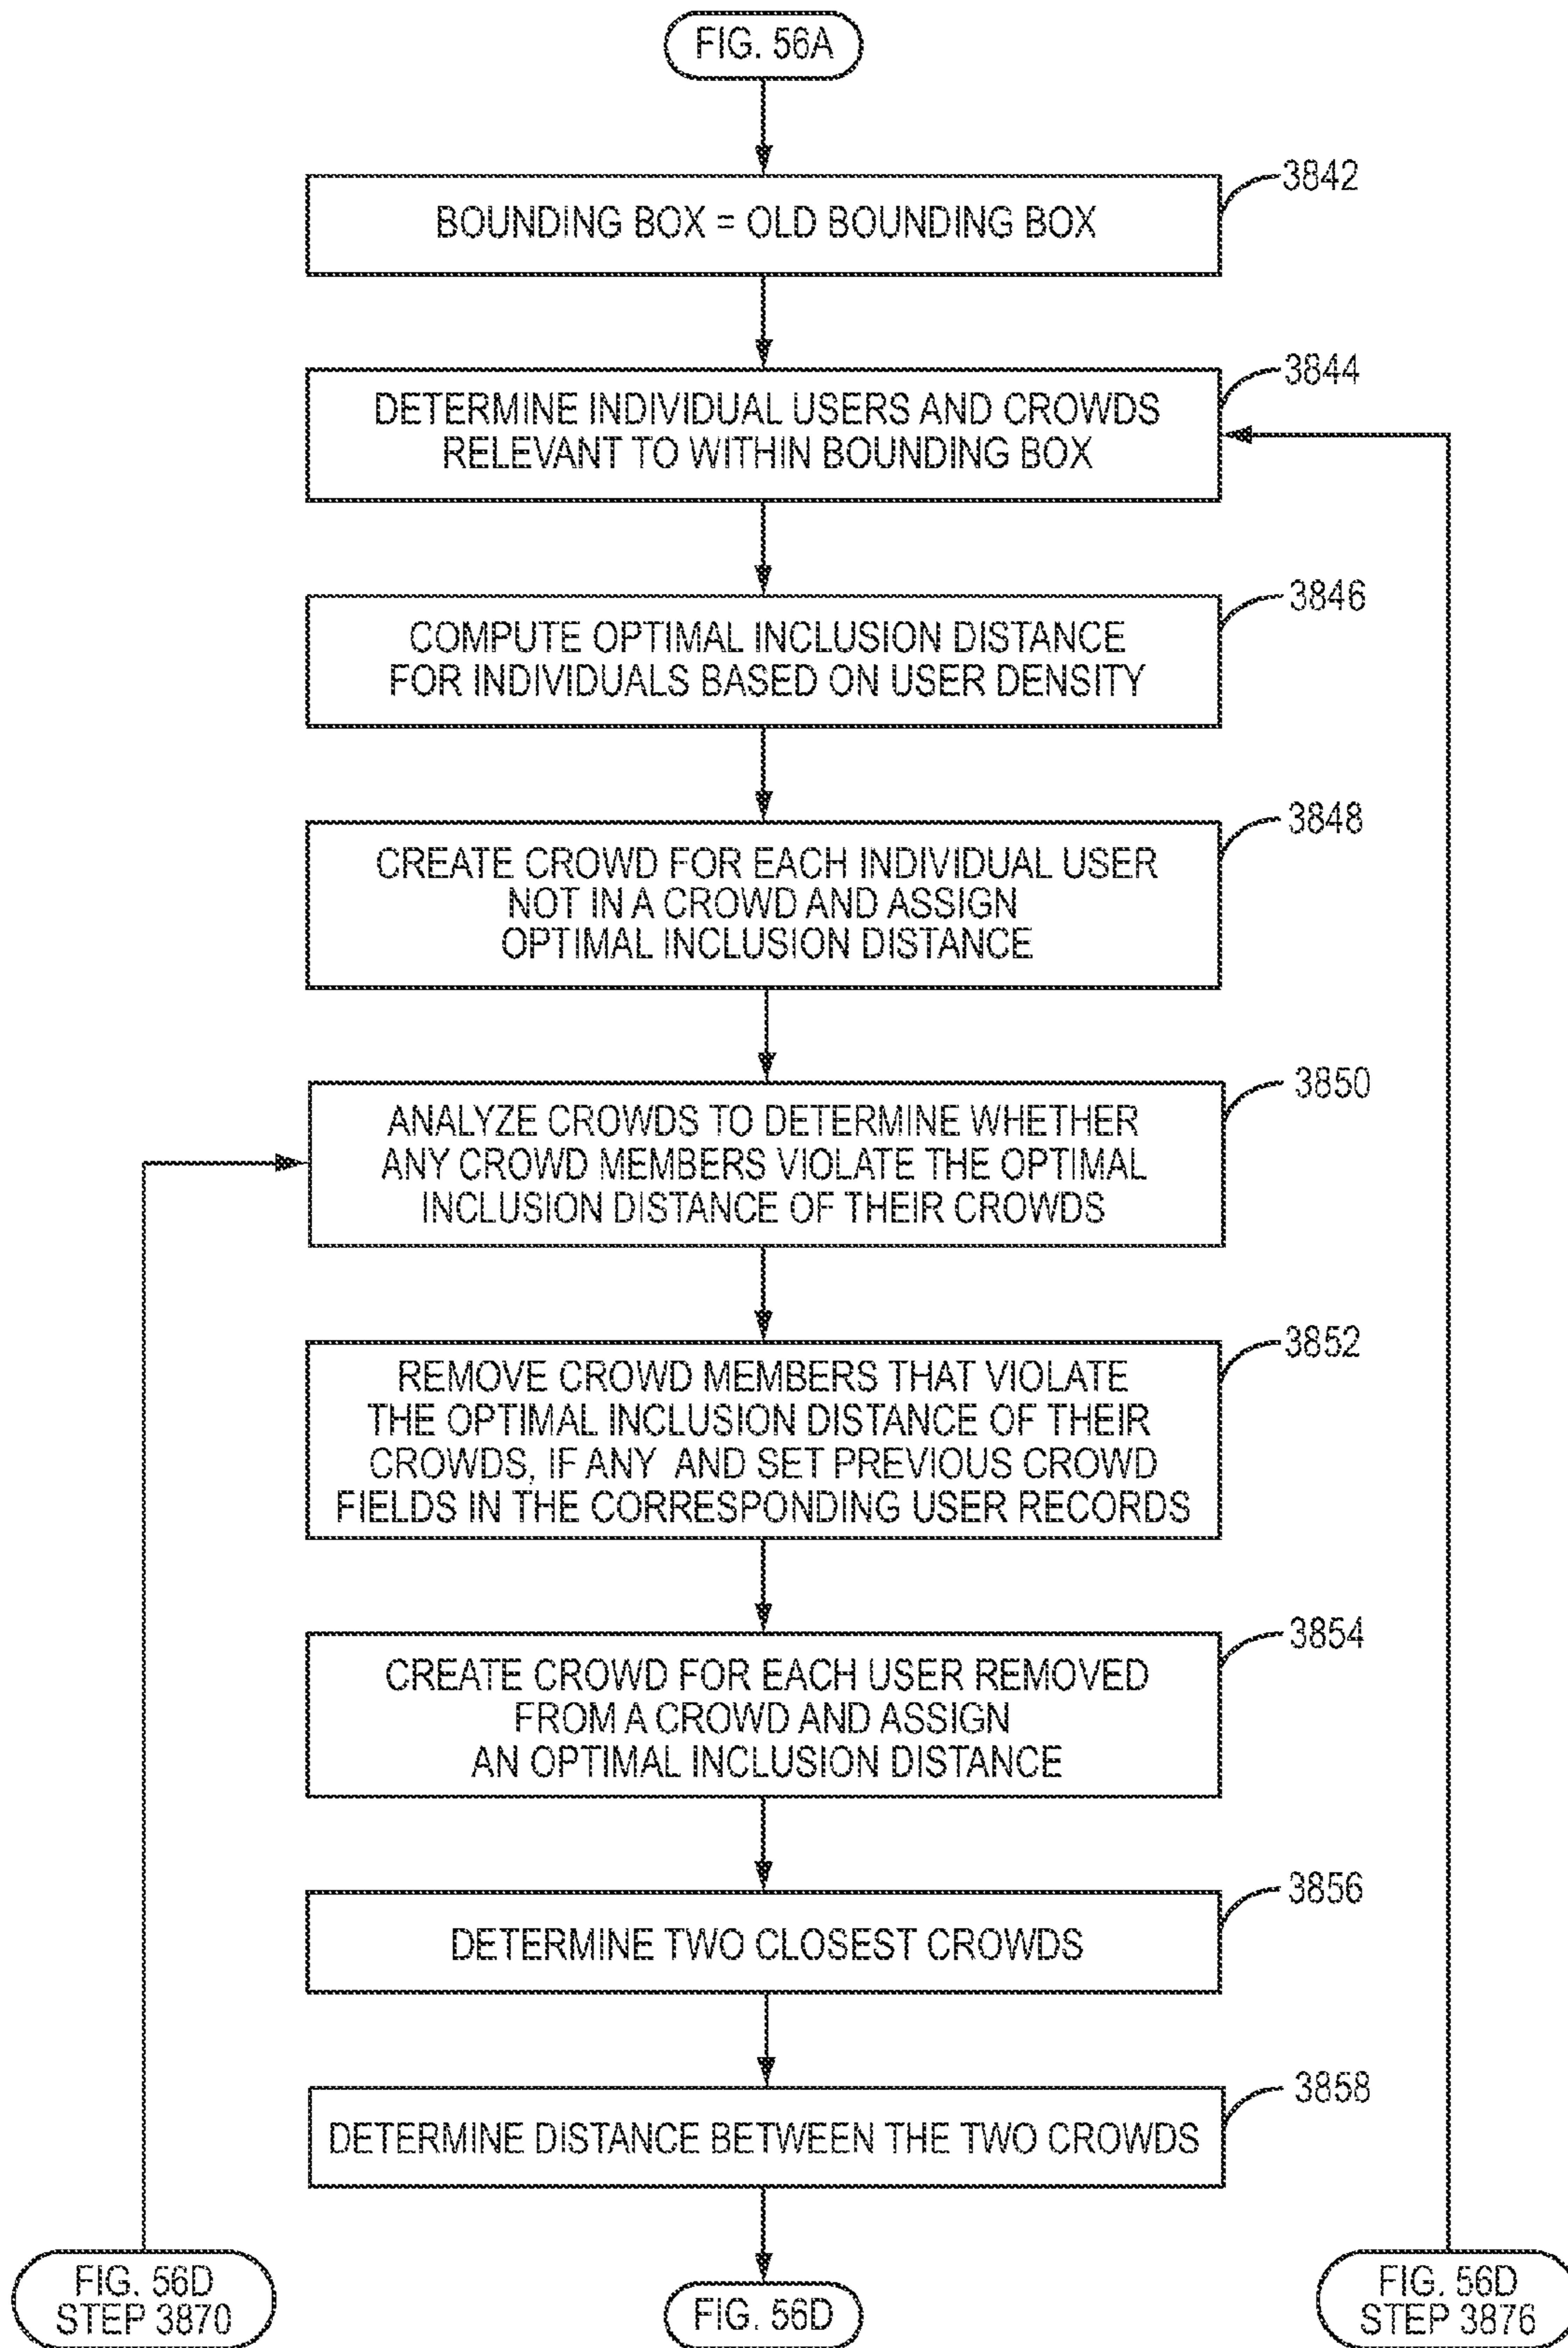 FIG. 56A
3842
BOUNDING BOX = OLD BOUNDING BOX
3844
DETERMINE INDIVIDUAL USERS AND CROWDS
RELEVANT TO WITHIN BOUNDING BOX
3846
COMPUTE OPTIMAL INCLUSION DISTANCE
FOR INDIVIDUALS BASED ON USER DENSITY
3848
CREATE CROWD FOR EACH INDIVIDUAL USER
NOT IN A CROWD AND ASSIGN
OPTIMAL INCLUSION DISTANCE
3850
ANALYZE CROWDS TO DETERMINE WHETHER
ANY CROWD MEMBERS VIOLATE THE OPTIMAL
INCLUSION DISTANCE OF THEIR CROWDS
3852
REMOVE CROWD MEMBERS THAT VIOLATE
THE OPTIMAL INCLUSION DISTANCE OF THEIR
CROWDS, IF ANY AND SET PREVIOUS CROWD
FIELDS IN THE CORRESPONDING USER RECORDS
3854
CREATE CROWD FOR EACH USER REMOVED
FROM A CROWD AND ASSIGN
AN OPTIMAL INCLUSION DISTANCE
3856
DETERMINE TWO CLOSEST CROWDS
3858
DETERMINE DISTANCE BETWEEN THE TWO CROWDS
FIG. 56D
STEP 3870
FIG. 56D
FIG. 56D
STEP 3876